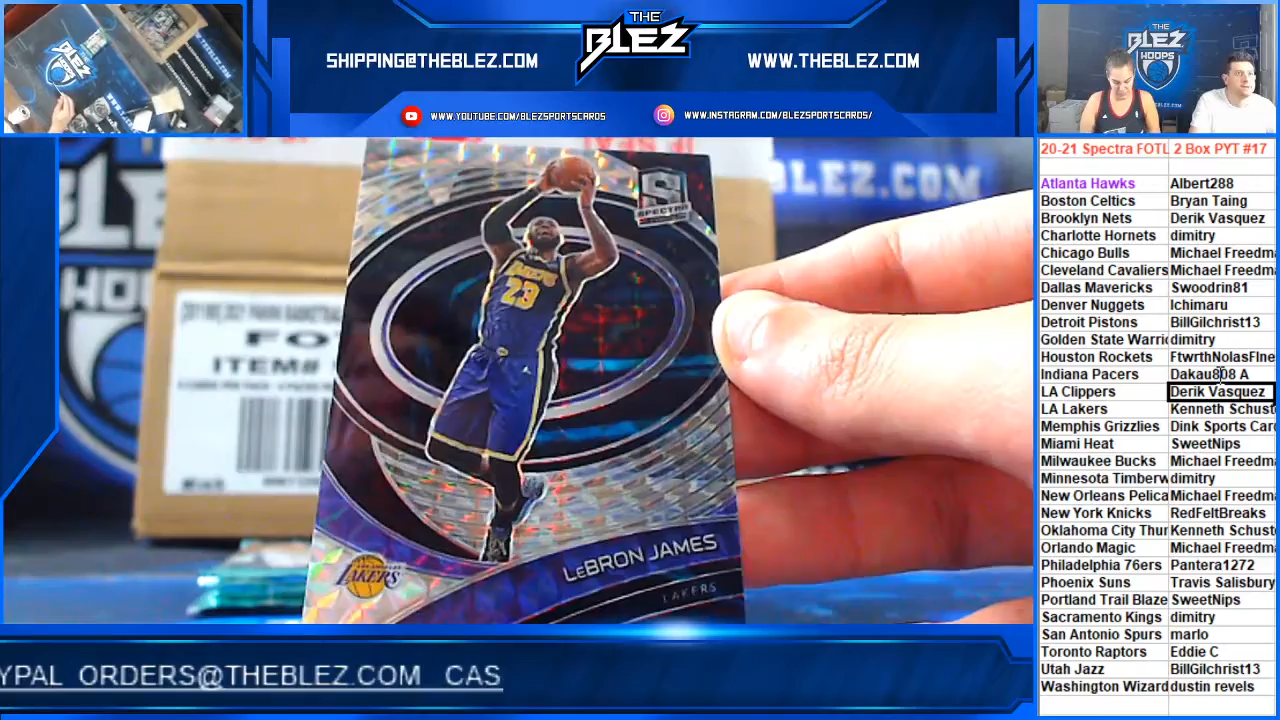 THE
BLEZ
SHIPPING@THEBLEZ.COM
WWW.THEBLEZ.COM
WWW.YOUTUBE.COM/BLEZSPORTSCARDS
WWW.INSTAGRAM.COM/BLEZSPORTSCARDS/
THE
BLEZ
HOOPS
BLEZ.COM
ITEM#
SPECTRA
LAKERS
23
LEBRON JAMES
LAKERS
LAKERS
20-21 Spectra FOTL 2 Box PYT #17
Atlanta Hawks Albert288
Boston Celtics Bryan Taing
Brooklyn Nets Derik Vasquez
Charlotte Hornets dimitry
Chicago Bulls Michael Freedma
Cleveland Cavaliers Michael Freedma
Dallas Mavericks Swoodrin81
Denver Nuggets Ichimaru
Detroit Pistons BillGilchrist13
Golden State Warri dimitry
Houston Rockets FtwrthNolasFIne
Indiana Pacers Dakau808 A
LA Clippers Derik Vasquez
LA Lakers Kenneth Schust
Memphis Grizzlies Dink Sports Car
Miami Heat SweetNips
Milwaukee Bucks Michael Freedma
Minnesota Timberw dimitry
New Orleans Pelica Michael Freedma
New York Knicks RedFeltBreaks
Oklahoma City Thu Kenneth Schust
Orlando Magic Michael Freedma
Philadelphia 76ers Pantera1272
Phoenix Suns Travis Salisbury
Portland Trail Blaze SweetNips
Sacramento Kings dimitry
San Antonio Spurs marlo
Toronto Raptors Eddie C
Utah Jazz BillGilchrist13
Washington Wizard dustin revels
YPAL ORDERS@THEBLEZ.COM CAS